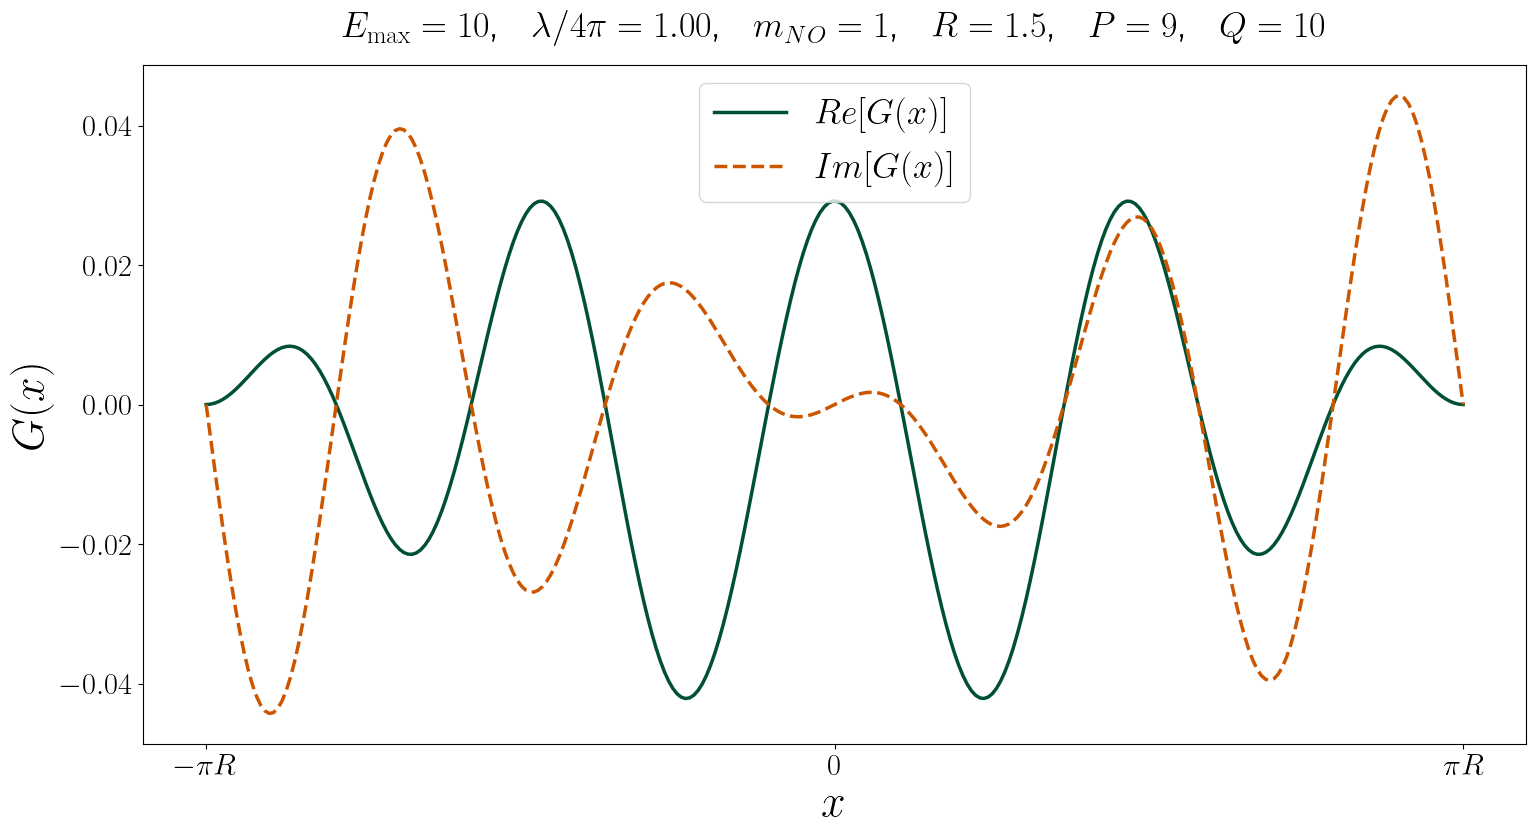 E_max = 10, λ/4π = 1.00, m_NO = 1, R = 1.5, P = 9, Q = 10
Re[G(x)]
Im[G(x)]
0.04
0.02
0.00
−0.02
−0.04
G(x)
−πR 0 πR
x